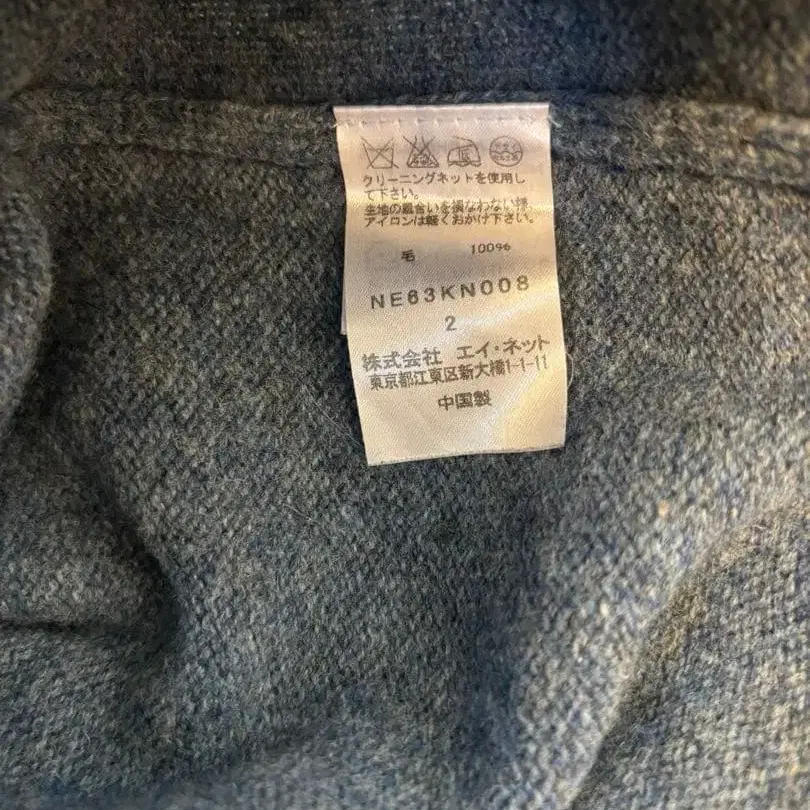 クリーニングネットを使用し
て下さい。
生地の風合いを損なわない様、
アイロンは軽くおかけ下さい。
毛 100%
NE63KN008
2
株式会社 エイ・ネット
東京都江東区新大橋1-1-11
中国製